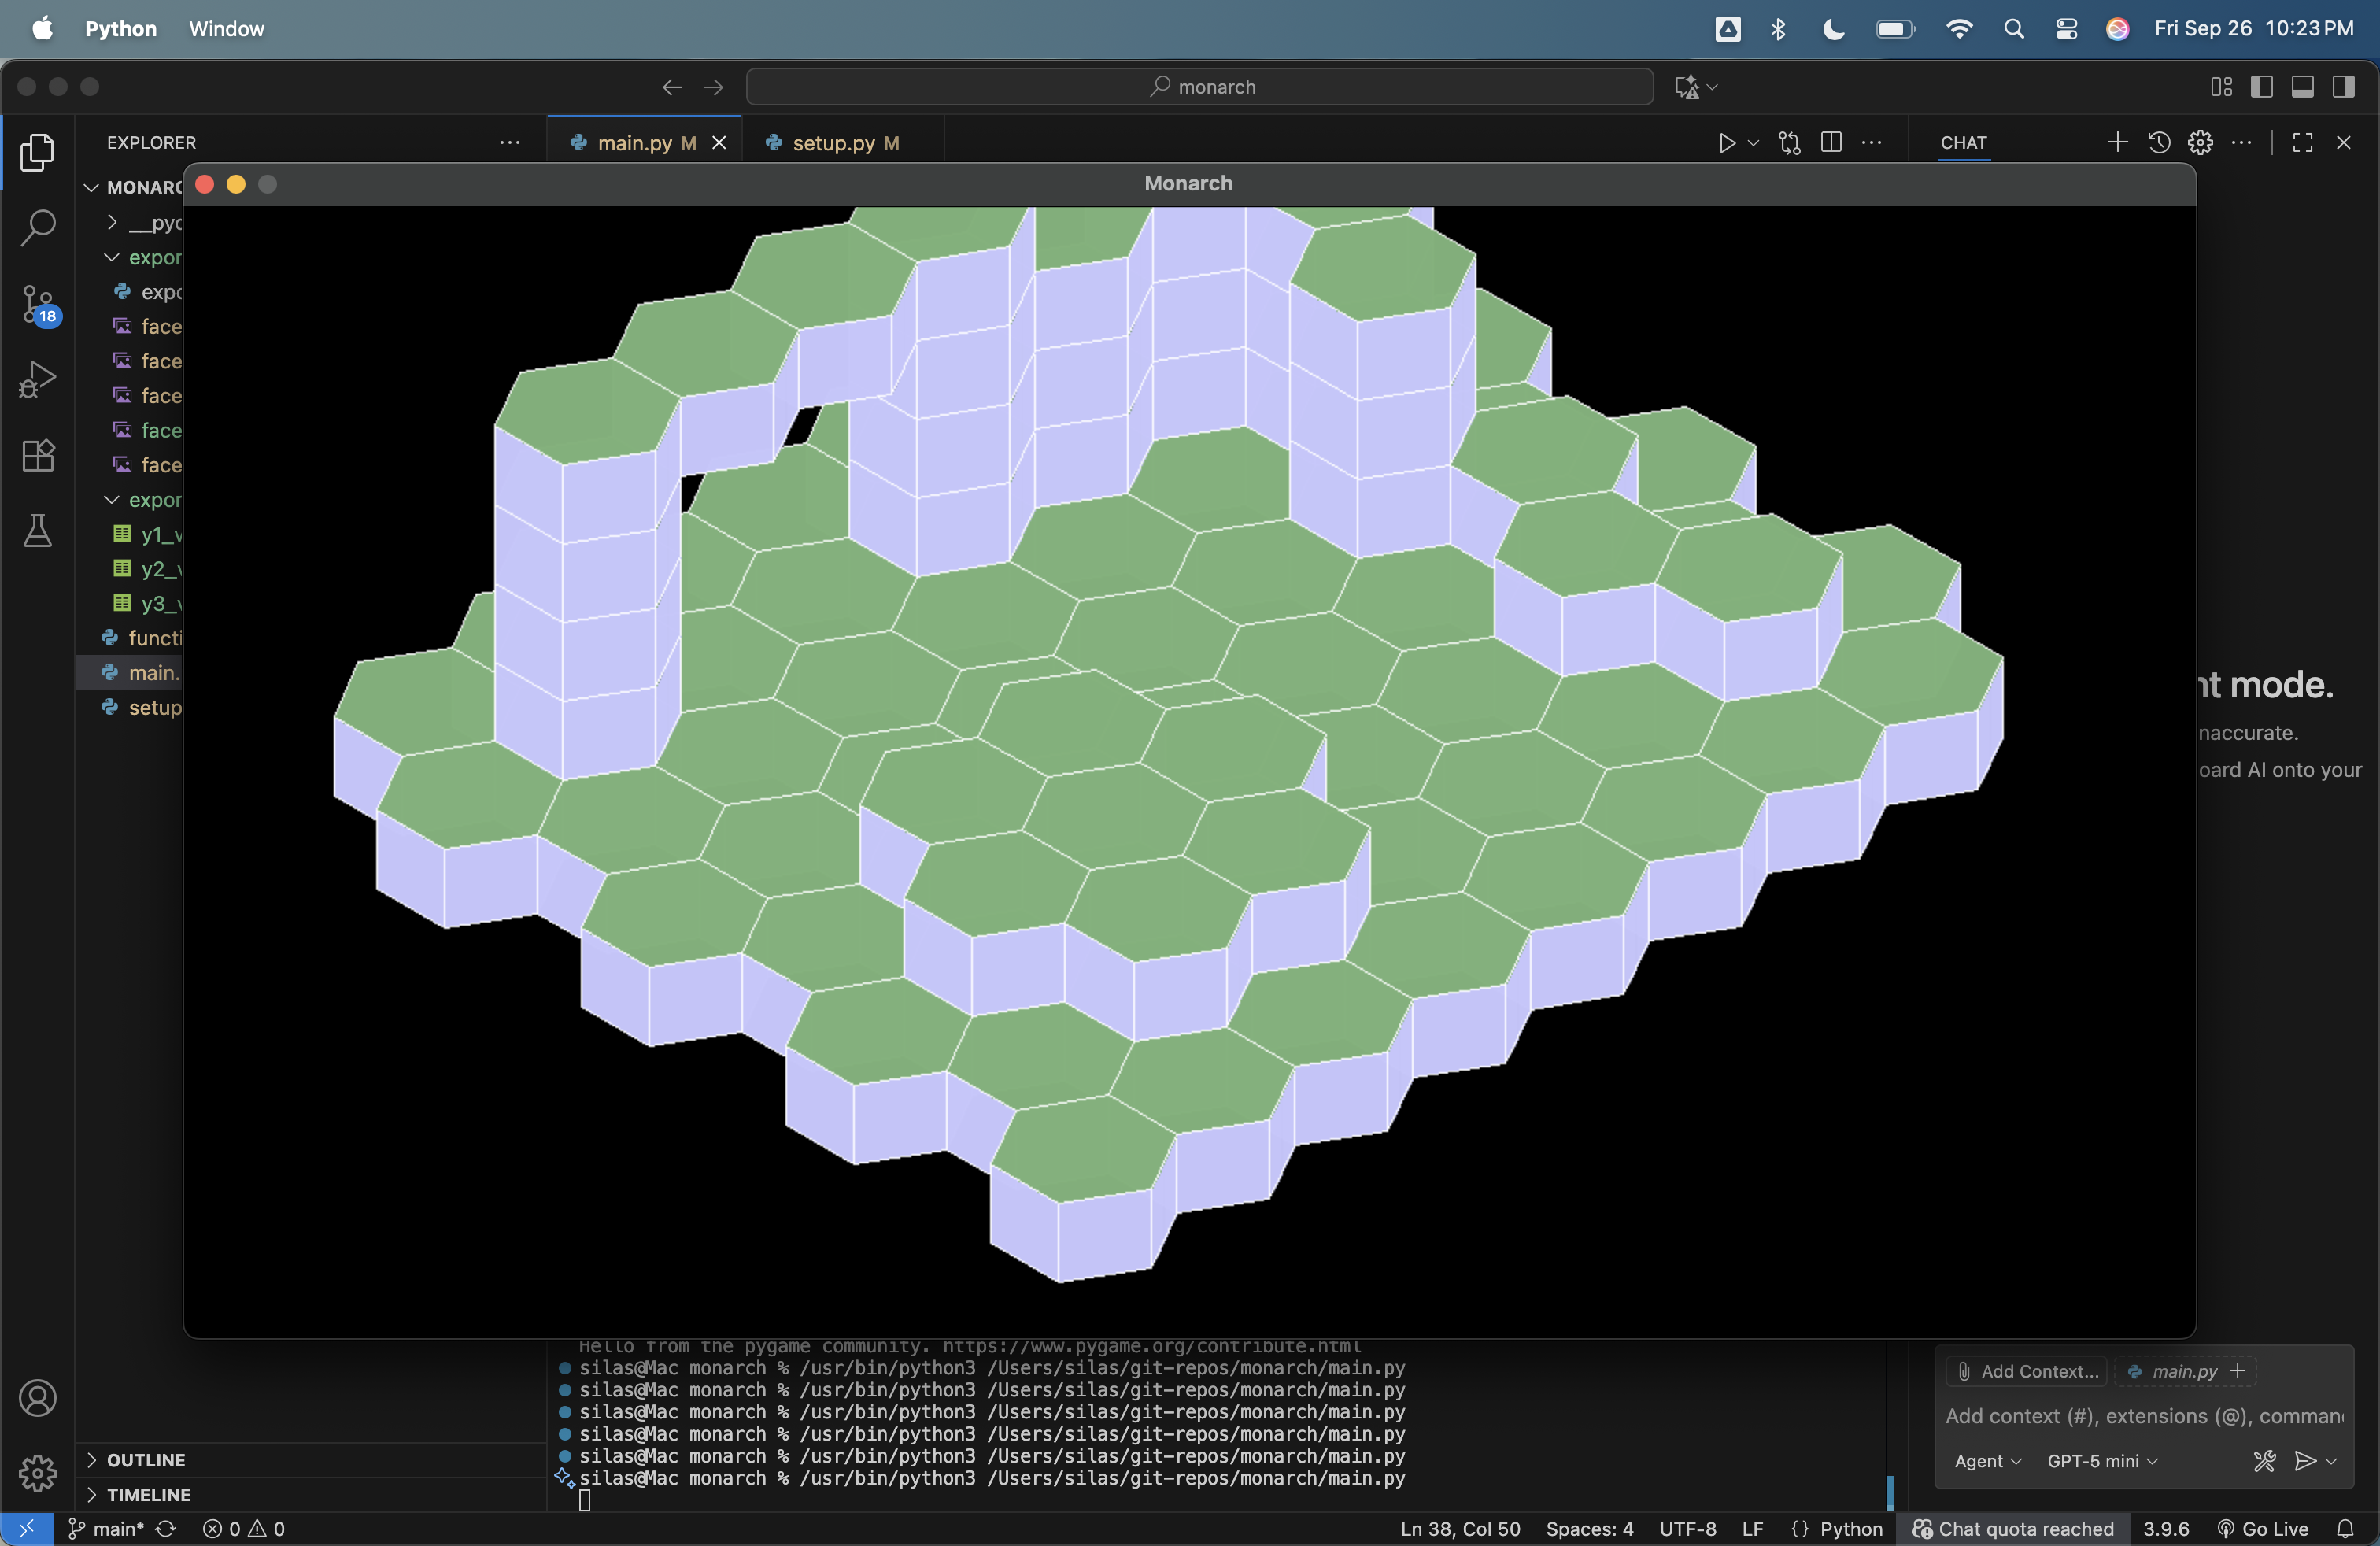 Python Window Fri Sep 26 10:23 PM
monarch
EXPLORER
main.py M
setup.py M
CHAT
Monarch
expo
face
face
face
face
face
expor
y1_v
y2_v
y3_v
functi
main.
setup
18
nt mode.
naccurate.
oard AI onto your
Hello from the pygame community. https://www.pygame.org/contribute.html
silas@Mac monarch % /usr/bin/python3 /Users/silas/git-repos/monarch/main.py
silas@Mac monarch % /usr/bin/python3 /Users/silas/git-repos/monarch/main.py
silas@Mac monarch % /usr/bin/python3 /Users/silas/git-repos/monarch/main.py
silas@Mac monarch % /usr/bin/python3 /Users/silas/git-repos/monarch/main.py
silas@Mac monarch % /usr/bin/python3 /Users/silas/git-repos/monarch/main.py
silas@Mac monarch % /usr/bin/python3 /Users/silas/git-repos/monarch/main.py
Add Context... main.py
Add context (#), extensions (@), comman
Agent GPT-5 mini
OUTLINE
TIMELINE
main* 0 0 Ln 38, Col 50 Spaces: 4 UTF-8 LF {} Python Chat quota reached 3.9.6 Go Live